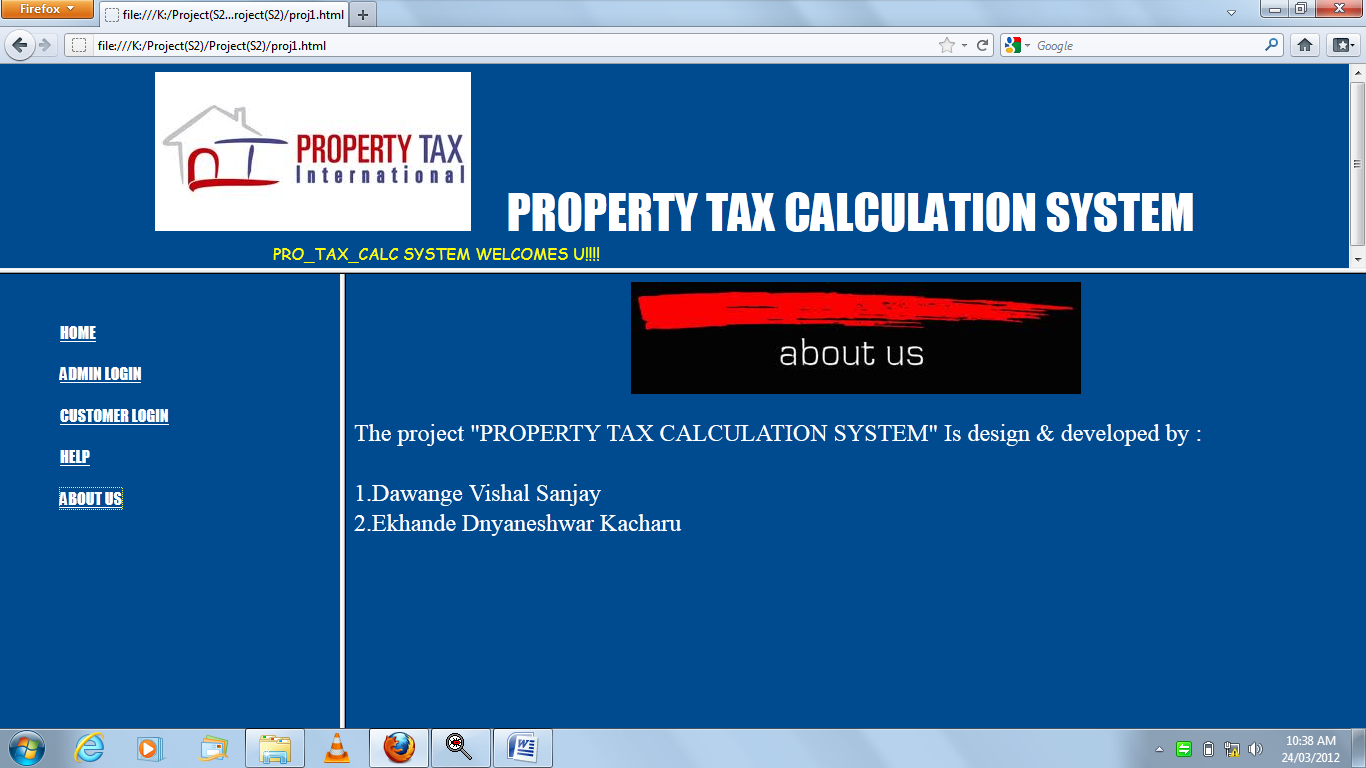 Firefox
file:///K:/Project(S2...roject(S2)/proj1.html
file:///K:/Project(S2)/Project(S2)/proj1.html
Google
PROPERTY TAX
International
PROPERTY TAX CALCULATION SYSTEM
PRO_TAX_CALC SYSTEM WELCOMES U!!!!
HOME
ADMIN LOGIN
CUSTOMER LOGIN
HELP
ABOUT US
about us
The project "PROPERTY TAX CALCULATION SYSTEM" Is design & developed by :
1.Dawange Vishal Sanjay
2.Ekhande Dnyaneshwar Kacharu
10:38 AM
24/03/2012